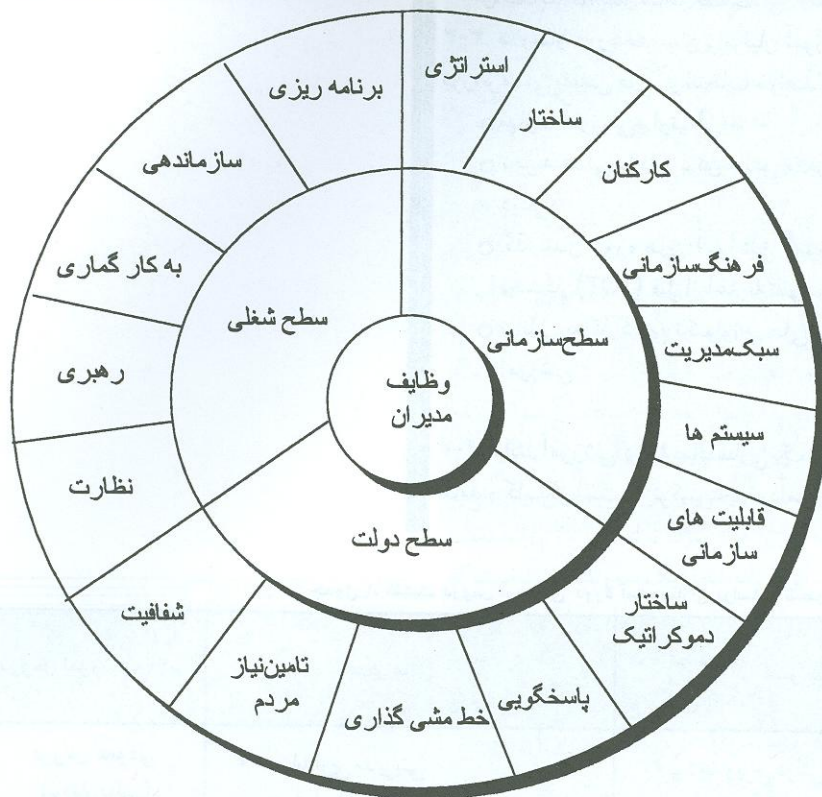 وظایف
مدیران
سطح سازمانی
سطح دولت
سطح شغلی
استراتژی
ساختار
کارکنان
فرهنگ سازمانی
سبک مدیریت
سیستم ها
قابلیت های
سازمانی
ساختار
دموکراتیک
پاسخگویی
خط مشی گذاری
تامین نیاز
مردم
شفافیت
نظارت
رهبری
به کار گماری
سازماندهی
برنامه ریزی